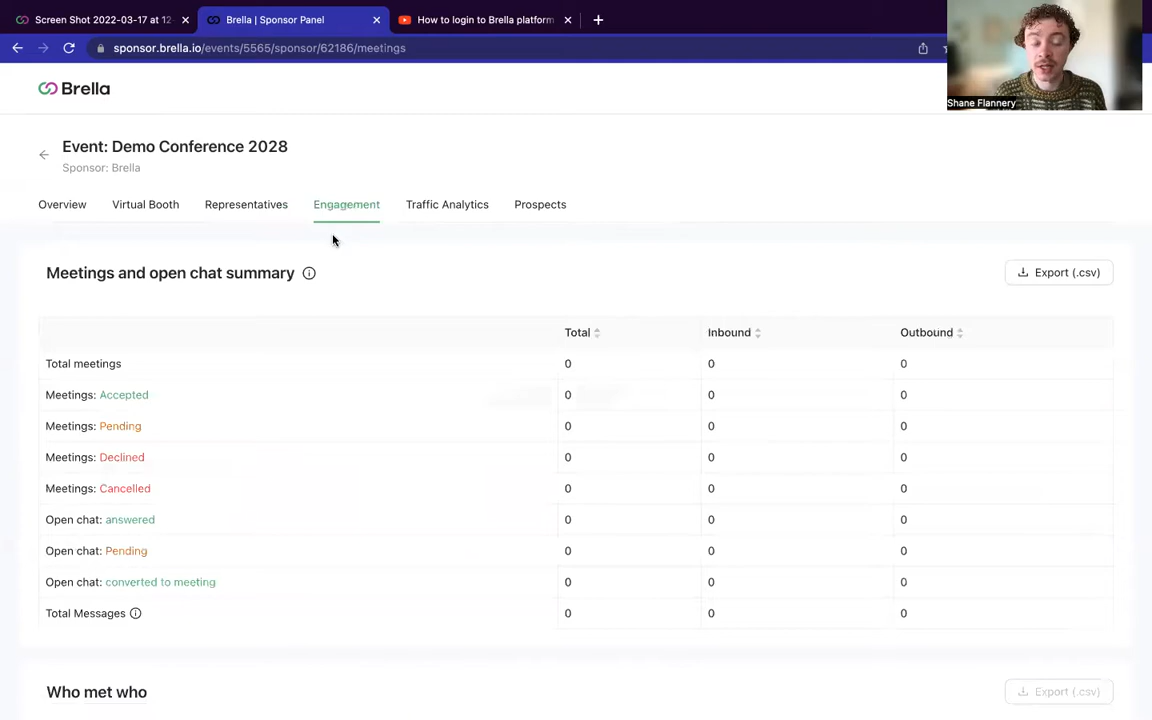 Screen Shot 2022-03-17 at 12-
Brella | Sponsor Panel
How to login to Brella platform
sponsor.brella.io/events/5565/sponsor/62186/meetings
Shane Flannery
Brella
Event: Demo Conference 2028
Sponsor: Brella
Overview Virtual Booth Representatives Engagement Traffic Analytics Prospects
Meetings and open chat summary
Export (.csv)
Total Inbound Outbound
Total meetings 0 0 0
Meetings: Accepted 0 0 0
Meetings: Pending 0 0 0
Meetings: Declined 0 0 0
Meetings: Cancelled 0 0 0
Open chat: answered 0 0 0
Open chat: Pending 0 0 0
Open chat: converted to meeting 0 0 0
Total Messages 0 0 0
Who met who
Export (.csv)